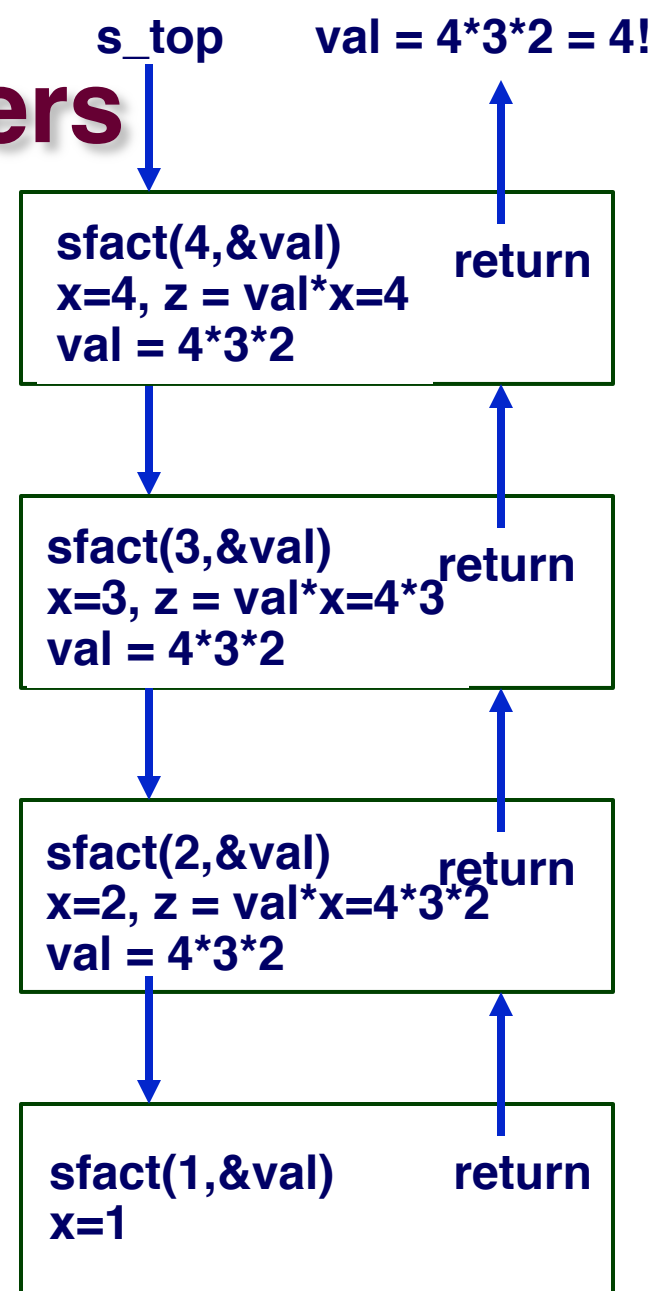 s_top val = 4*3*2 = 4!
ers
sfact(4,&val)
return
x=4, z = val*x=4
val = 4*3*2
sfact(3,&val)
return
x=3, z = val*x=4*3
val = 4*3*2
sfact(2,&val)
return
x=2, z = val*x=4*3*2
val = 4*3*2
sfact(1,&val) return
x=1